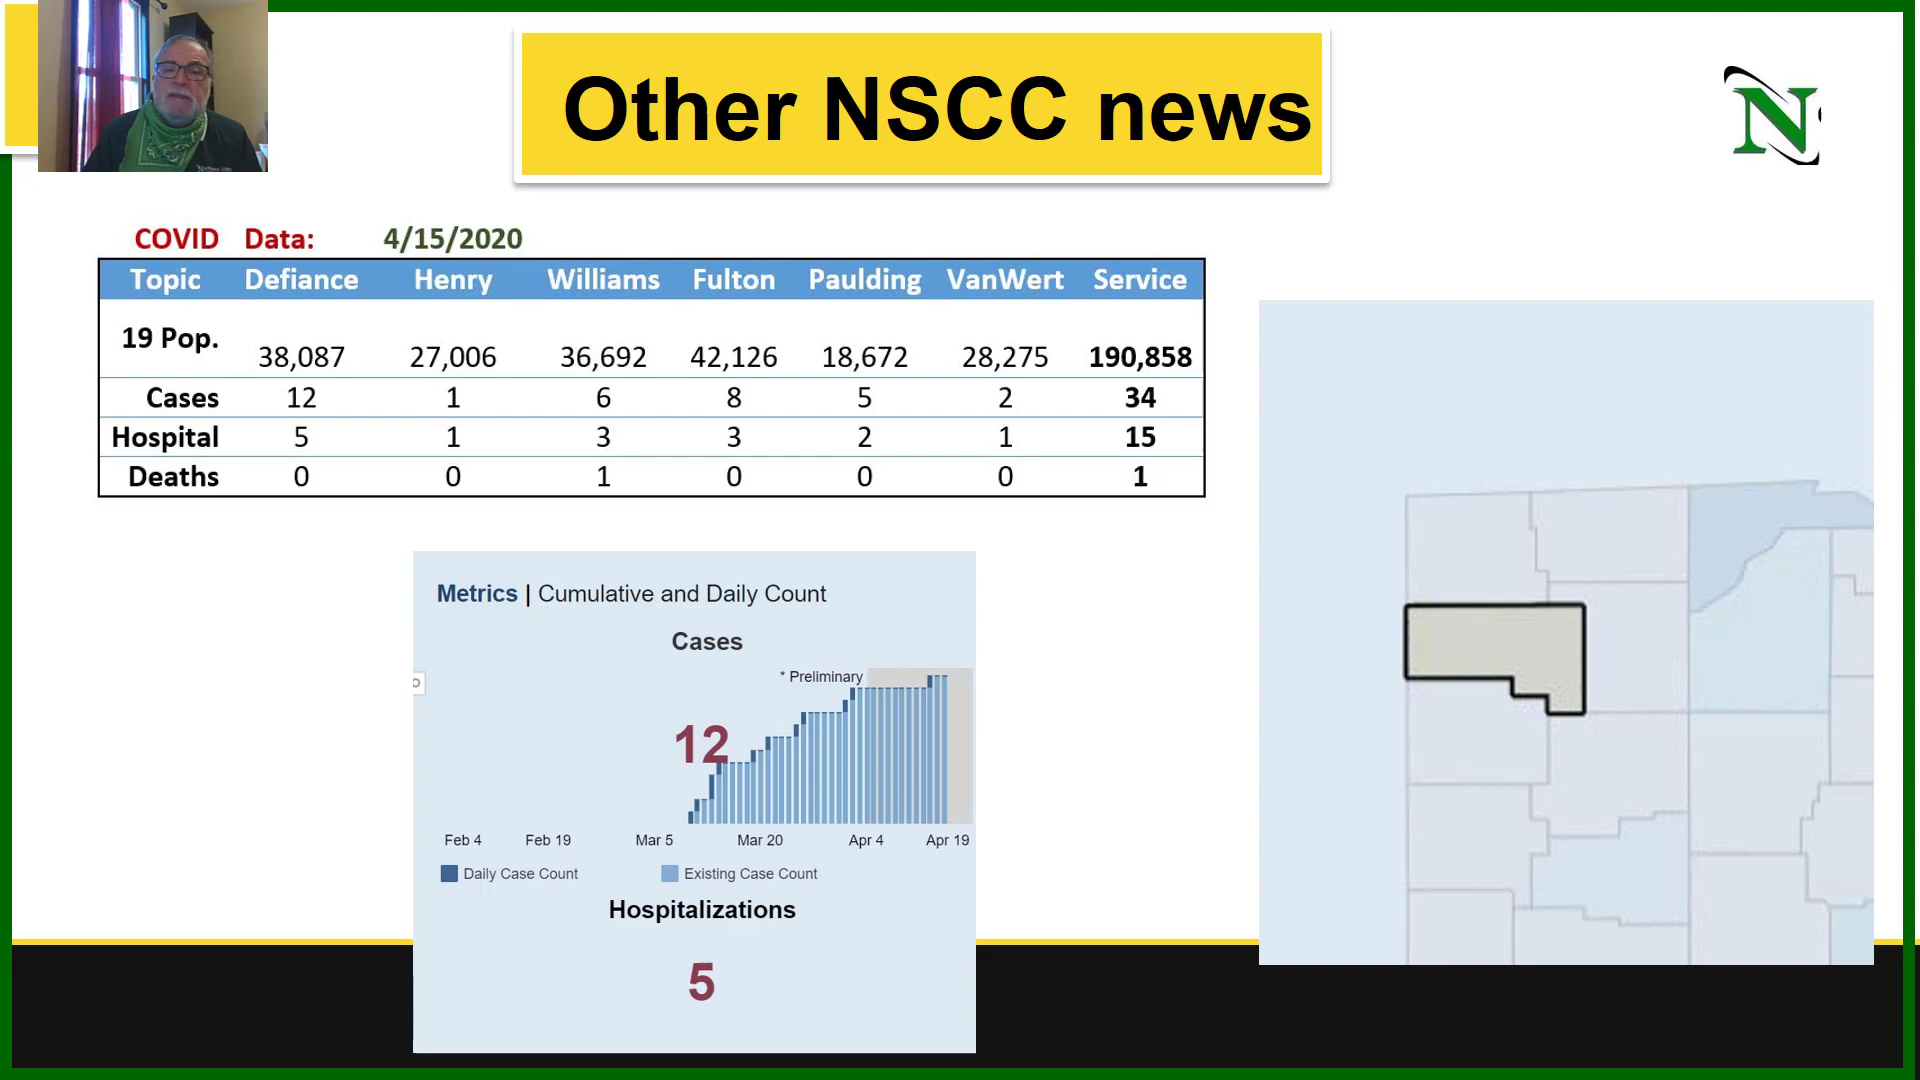 Other NSCC news
N
COVID Data: 4/15/2020
Topic Defiance Henry Williams Fulton Paulding VanWert Service
19 Pop. 38,087 27,006 36,692 42,126 18,672 28,275 190,858
Cases 12 1 6 8 5 2 34
Hospital 5 1 3 3 2 1 15
Deaths 0 0 1 0 0 0 1
Metrics | Cumulative and Daily Count
Cases
* Preliminary
12
Feb 4 Feb 19 Mar 5 Mar 20 Apr 4 Apr 19
Daily Case Count Existing Case Count
Hospitalizations
5